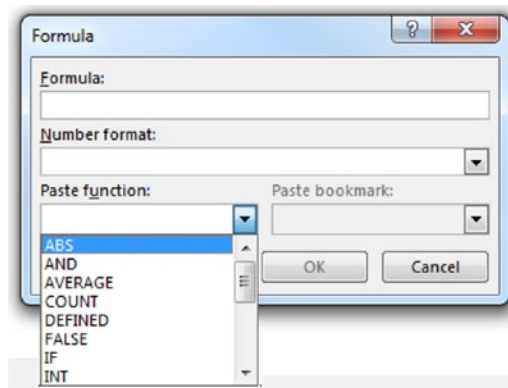 Formula
Formula:
Number format:
Paste function: Paste bookmark:
ABS
AND
AVERAGE
COUNT
DEFINED
FALSE
IF
INT
OK Cancel